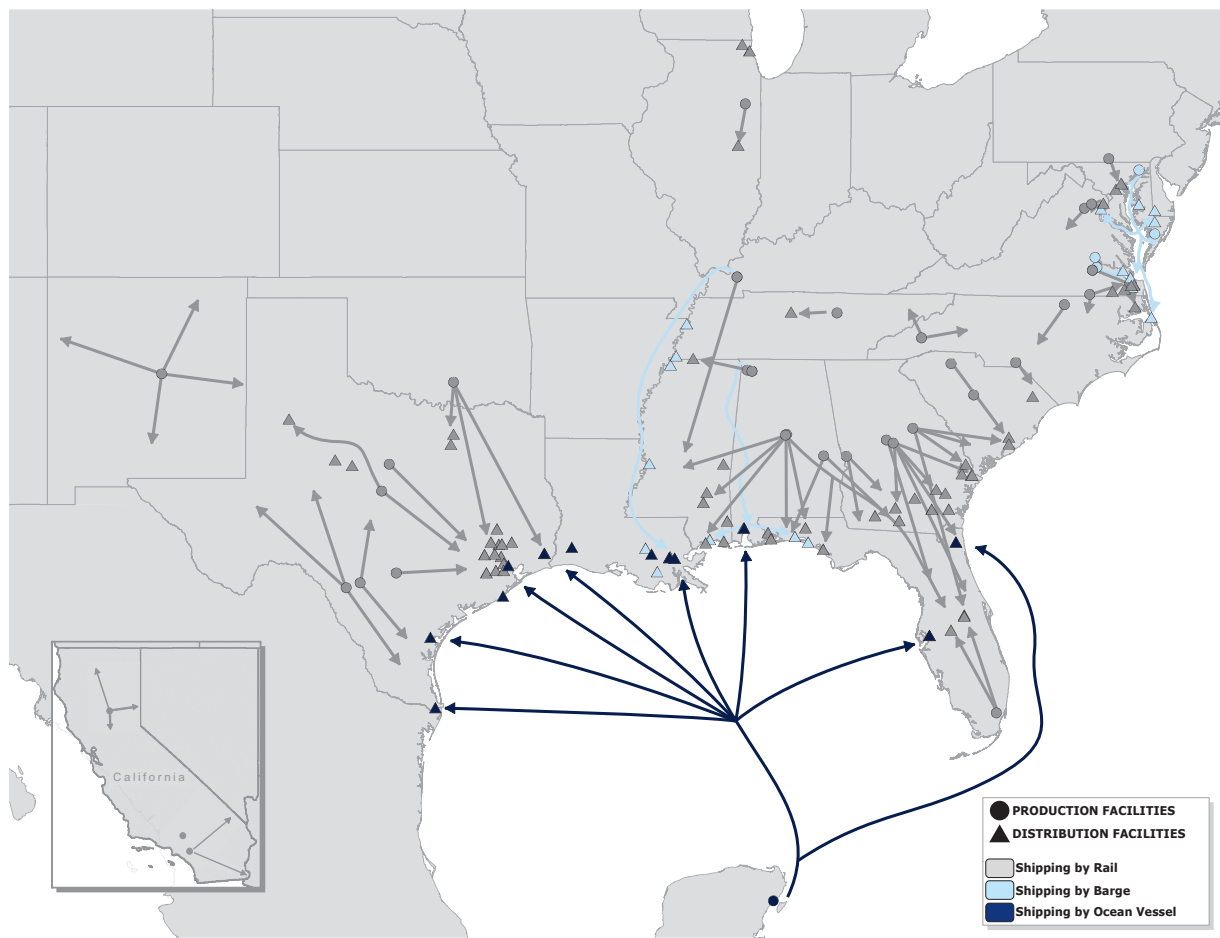 California
PRODUCTION FACILITIES
DISTRIBUTION FACILITIES
Shipping by Rail
Shipping by Barge
Shipping by Ocean Vessel